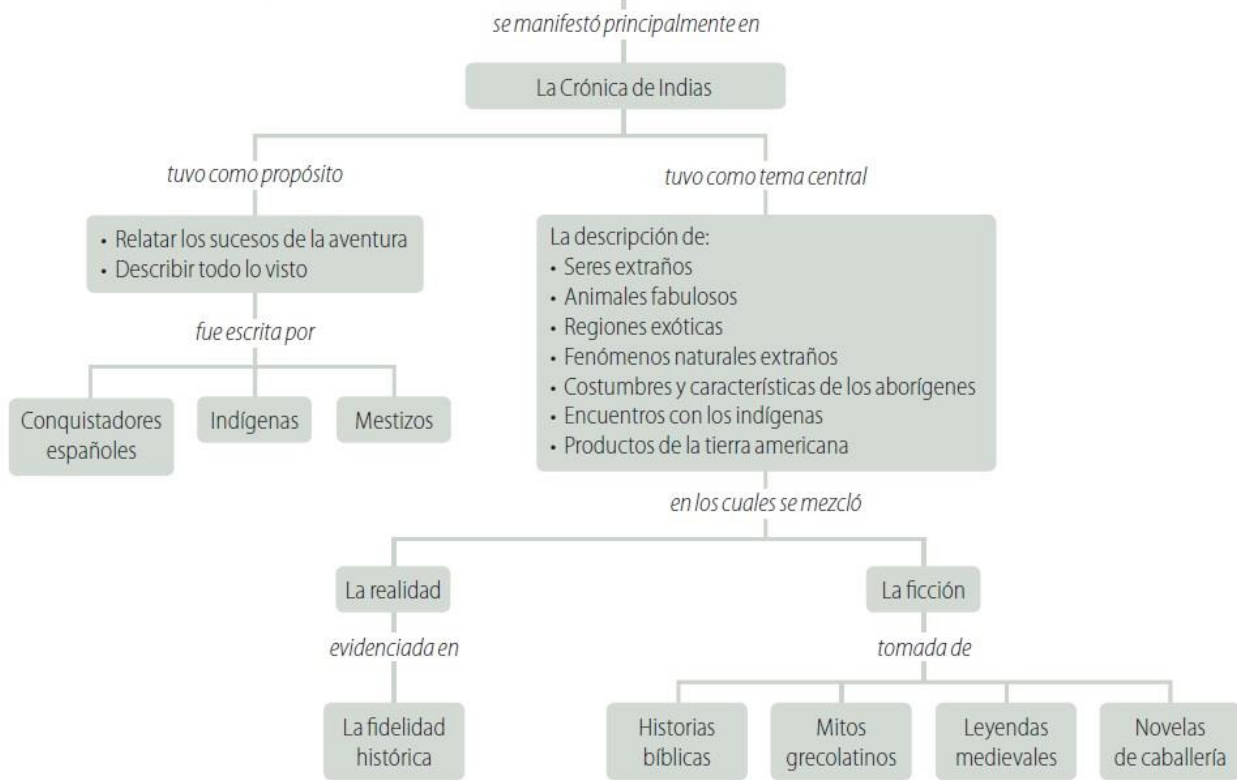 se manifestó principalmente en
La Crónica de Indias
tuvo como propósito
• Relatar los sucesos de la aventura
• Describir todo lo visto
fue escrita por
Conquistadores
españoles
Indígenas
Mestizos
tuvo como tema central
La descripción de:
• Seres extraños
• Animales fabulosos
• Regiones exóticas
• Fenómenos naturales extraños
• Costumbres y características de los aborígenes
• Encuentros con los indígenas
• Productos de la tierra americana
en los cuales se mezcló
La realidad
evidenciada en
La fidelidad
histórica
La ficción
tomada de
Historias
bíblicas
Mitos
grecolatinos
Leyendas
medievales
Novelas
de caballería